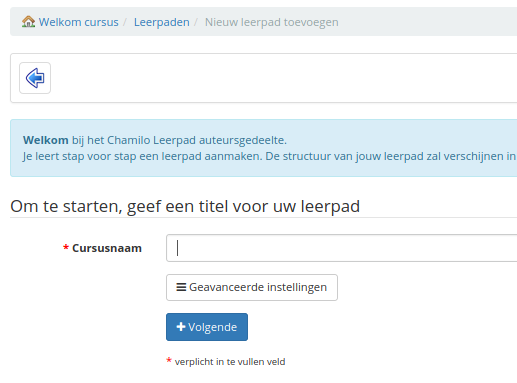 Welkom cursus / Leerpaden / Nieuw leerpad toevoegen
Welkom bij het Chamilo Leerpad auteursgedeelte.
Je leert stap voor stap een leerpad aanmaken. De structuur van jouw leerpad zal verschijnen in
Om te starten, geef een titel voor uw leerpad
* Cursusnaam
Geavanceerde instellingen
Volgende
* verplicht in te vullen veld